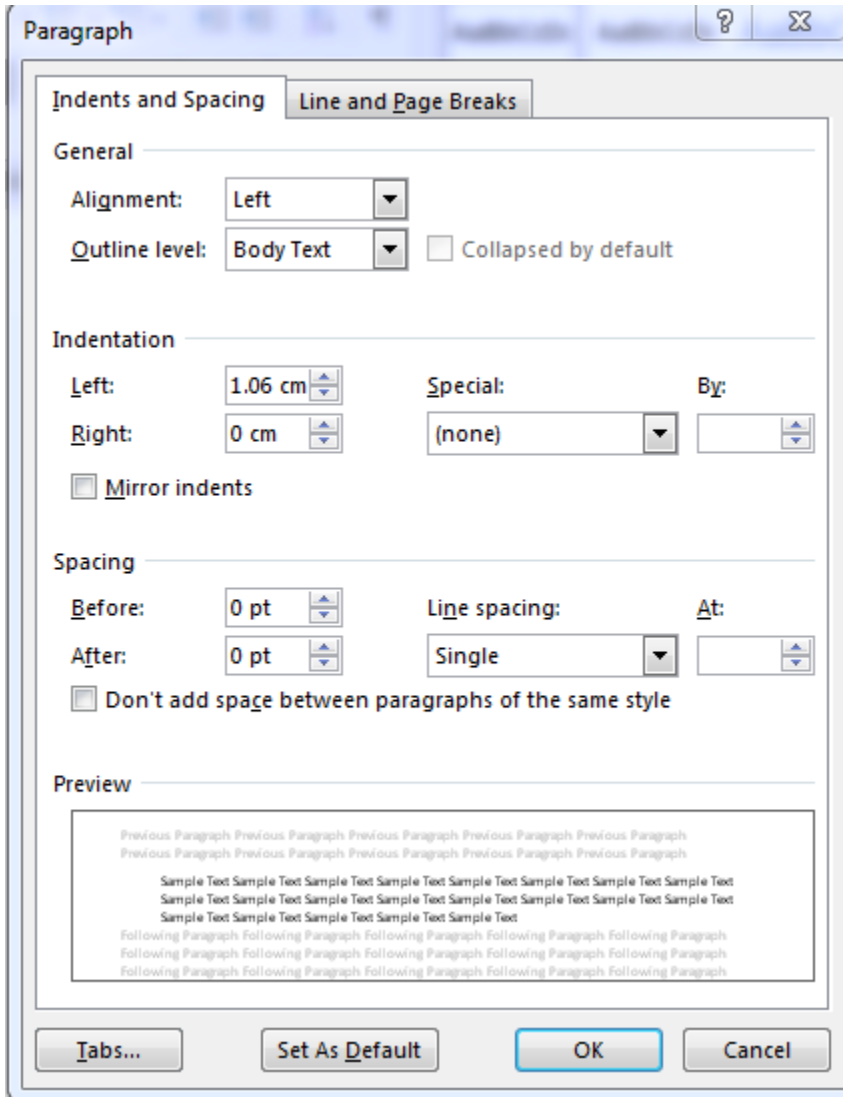 Paragraph
Indents and Spacing Line and Page Breaks
General
Alignment: Left
Outline level: Body Text Collapsed by default
Indentation
Left: 1.06 cm Special: By:
Right: 0 cm (none)
Mirror indents
Spacing
Before: 0 pt Line spacing: At:
After: 0 pt Single
Don't add space between paragraphs of the same style
Preview
Previous Paragraph Previous Paragraph Previous Paragraph Previous Paragraph Previous Paragraph
Previous Paragraph Previous Paragraph Previous Paragraph Previous Paragraph Previous Paragraph
Sample Text Sample Text Sample Text Sample Text Sample Text Sample Text Sample Text Sample Text
Sample Text Sample Text Sample Text Sample Text Sample Text Sample Text Sample Text Sample Text
Sample Text Sample Text Sample Text Sample Text Sample Text
Following Paragraph Following Paragraph Following Paragraph Following Paragraph Following Paragraph
Following Paragraph Following Paragraph Following Paragraph Following Paragraph Following Paragraph
Following Paragraph Following Paragraph Following Paragraph Following Paragraph Following Paragraph
Tabs... Set As Default OK Cancel